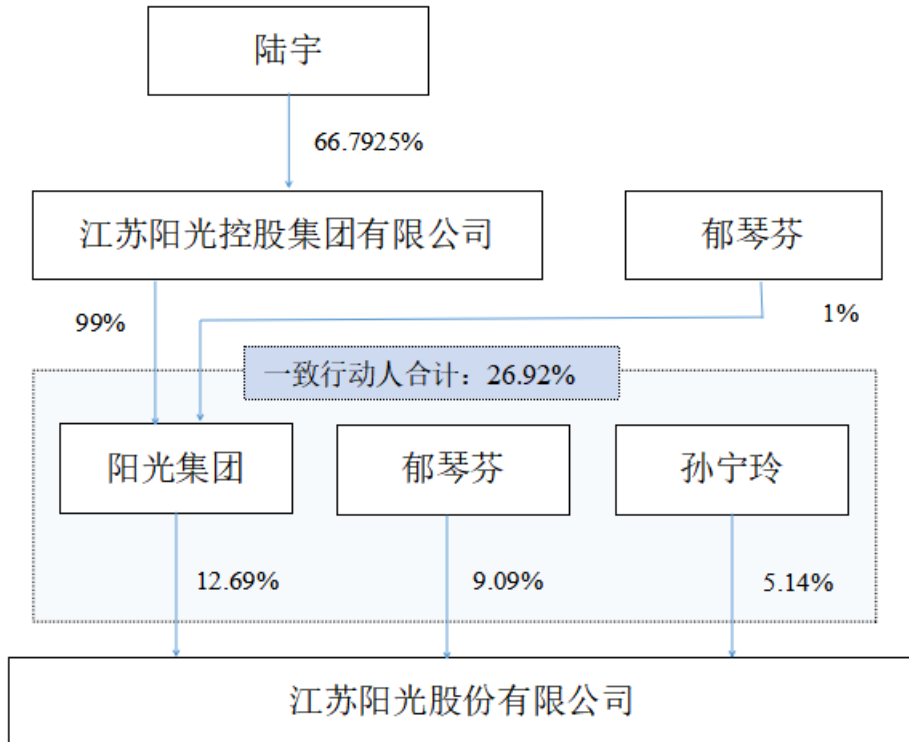 陆宇
66.7925%
江苏阳光控股集团有限公司
郁琴芬
99%
1%
一致行动人合计：26.92%
阳光集团
郁琴芬
孙宁玲
12.69%
9.09%
5.14%
江苏阳光股份有限公司